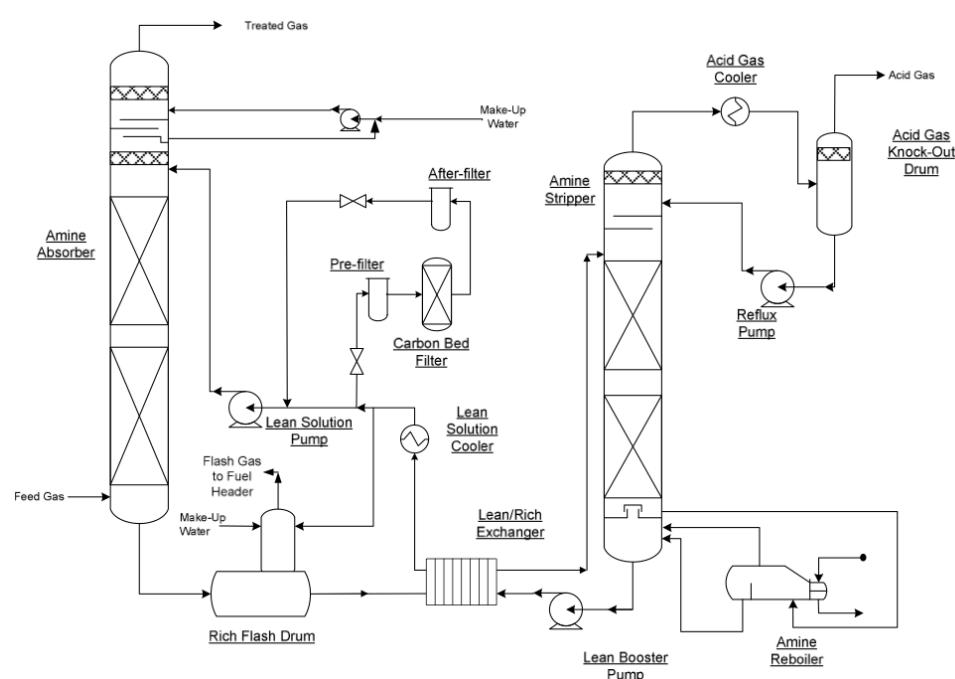 Treated Gas
Make-Up
Water
Amine
Absorber
Feed Gas
After-filter
Pre-filter
Carbon Bed
Filter
Lean Solution
Pump
Lean
Solution
Cooler
Flash Gas
to Fuel
Header
Make-Up
Water
Rich Flash Drum
Lean/Rich
Exchanger
Acid Gas
Cooler
Acid Gas
Acid Gas
Knock-Out
Drum
Amine
Stripper
Reflux
Pump
Lean Booster
Pump
Amine
Reboiler